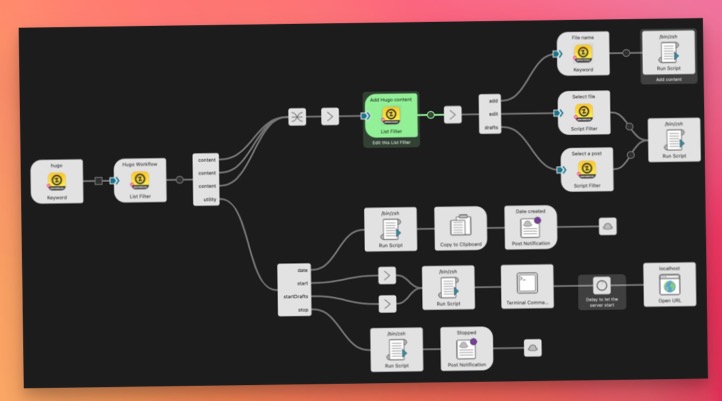 hugo
Keyword
Hugo Workflow
List Filter
content
content
content
utility
Add Hugo content
List Filter
Edit this List Filter
add
edit
drafts
File name
Keyword
/bin/zsh
Run Script
Add content
Select file
Script Filter
/bin/zsh
Run Script
Select a post
Script Filter
date
start
startDrafts
stop
/bin/zsh
Run Script
Copy to Clipboard
Date created
Post Notification
/bin/zsh
Run Script
Terminal Comma...
Delay to let the
server start
localhost
Open URL
/bin/zsh
Run Script
Stopped
Post Notification